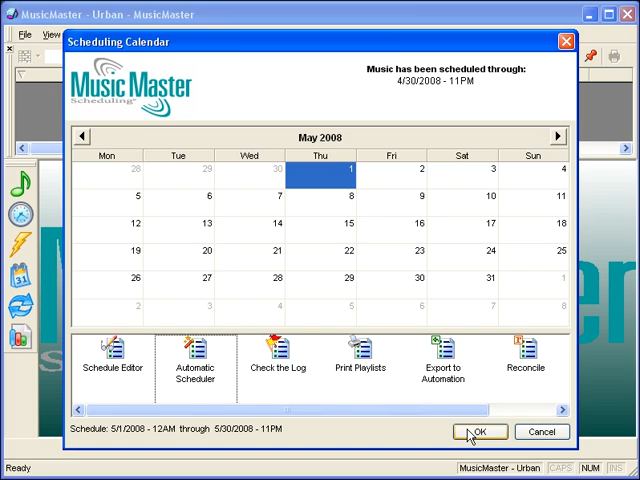 MusicMaster - Urban - MusicMaster
File View
Scheduling Calendar
Music has been scheduled through:
4/30/2008 - 11PM
Music Master
Scheduling
May 2008
Mon Tue Wed Thu Fri Sat Sun
28 29 30 1 2 3 4
5 6 7 8 9 10 11
12 13 14 15 16 17 18
19 20 21 22 23 24 25
26 27 28 29 30 31 1
2 3 4 5 6 7 8
Schedule Editor
Automatic
Scheduler
Check the Log
Print Playlists
Export to
Automation
Reconcile
Schedule: 5/1/2008 - 12AM through 5/30/2008 - 11PM
OK Cancel
Ready MusicMaster - Urban CAPS NUM INS